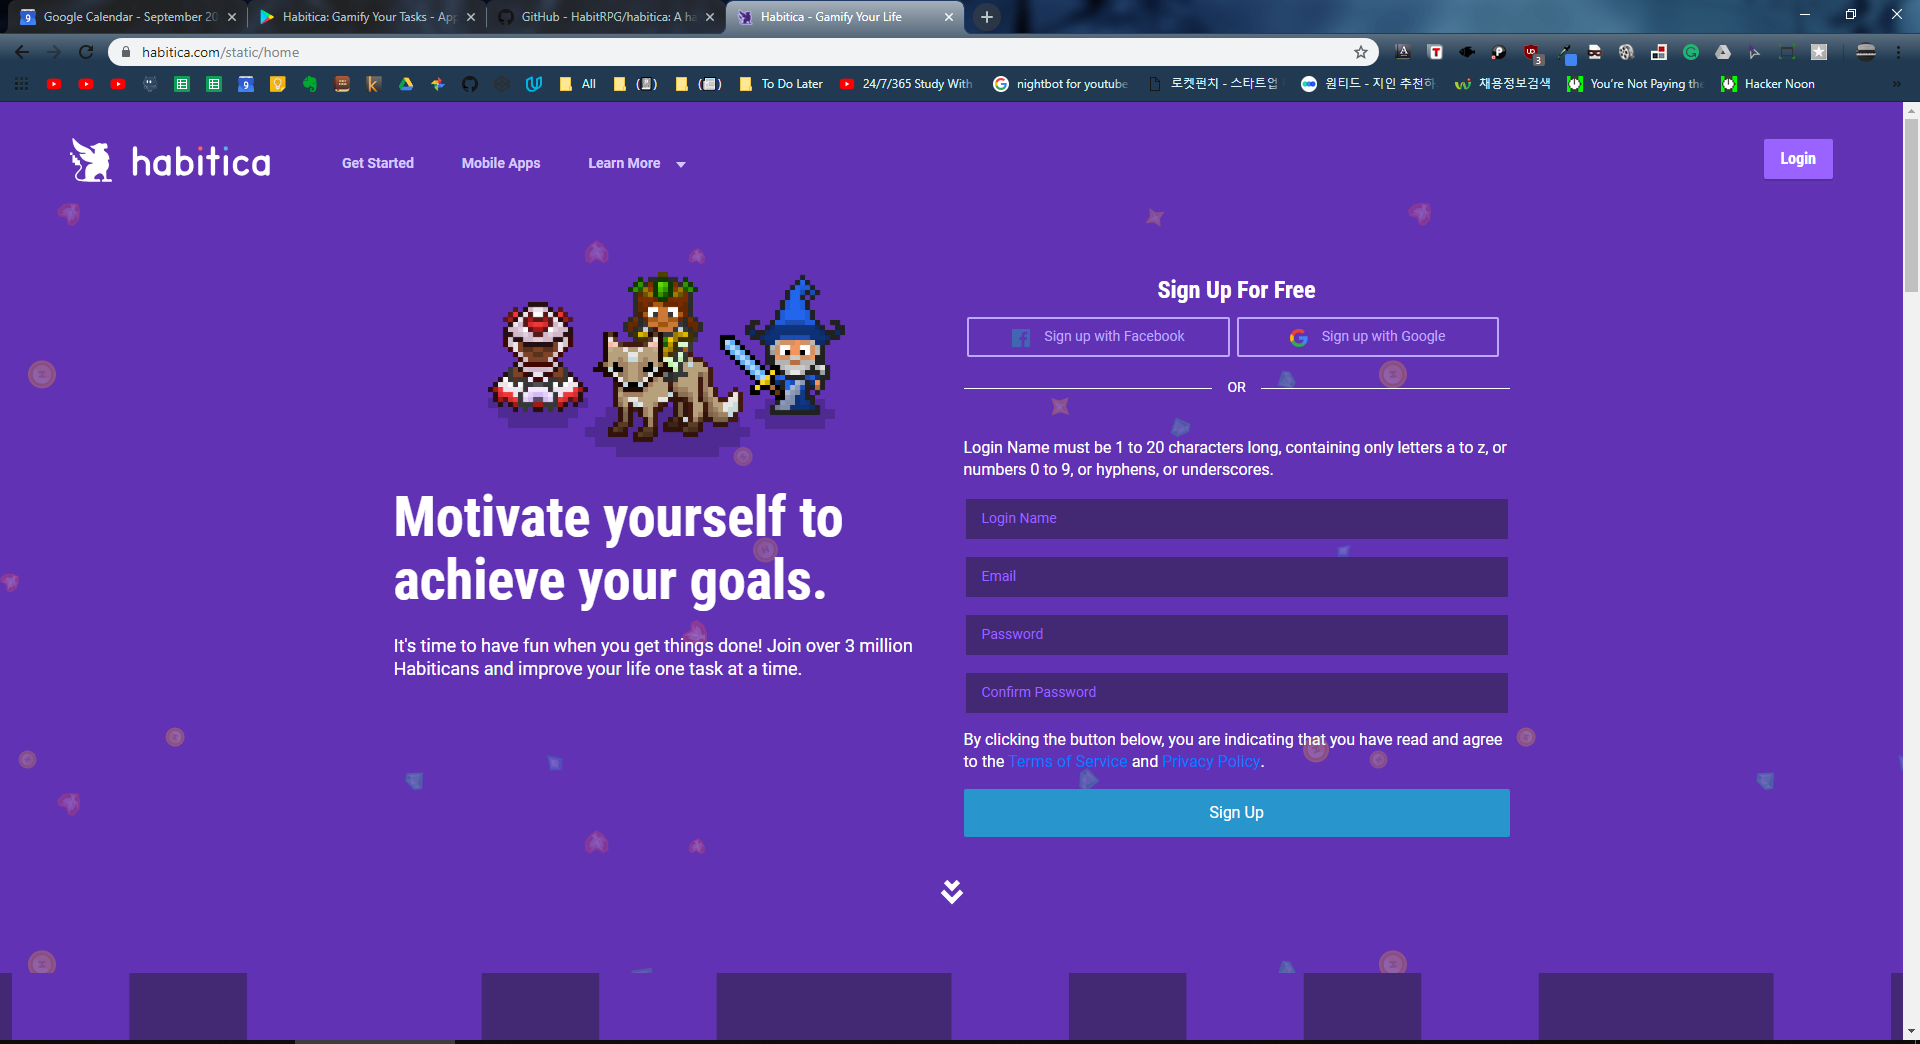 Google Calendar - September 20
Habitica: Gamify Your Tasks - App
GitHub - HabitRPG/habitica: A ha
Habitica - Gamify Your Life
habitica.com/static/home
All
To Do Later
24/7/365 Study With
nightbot for youtube
로켓펀치 - 스타트업
원티드 - 지인 추천하
채용정보검색
You're Not Paying the
Hacker Noon
habitica
Get Started
Mobile Apps
Learn More
Login
Sign Up For Free
Sign up with Facebook
Sign up with Google
OR
Login Name must be 1 to 20 characters long, containing only letters a to z, or
numbers 0 to 9, or hyphens, or underscores.
Login Name
Email
Password
Confirm Password
By clicking the button below, you are indicating that you have read and agree
to the Terms of Service and Privacy Policy.
Sign Up
Motivate yourself to
achieve your goals.
It's time to have fun when you get things done! Join over 3 million
Habiticans and improve your life one task at a time.